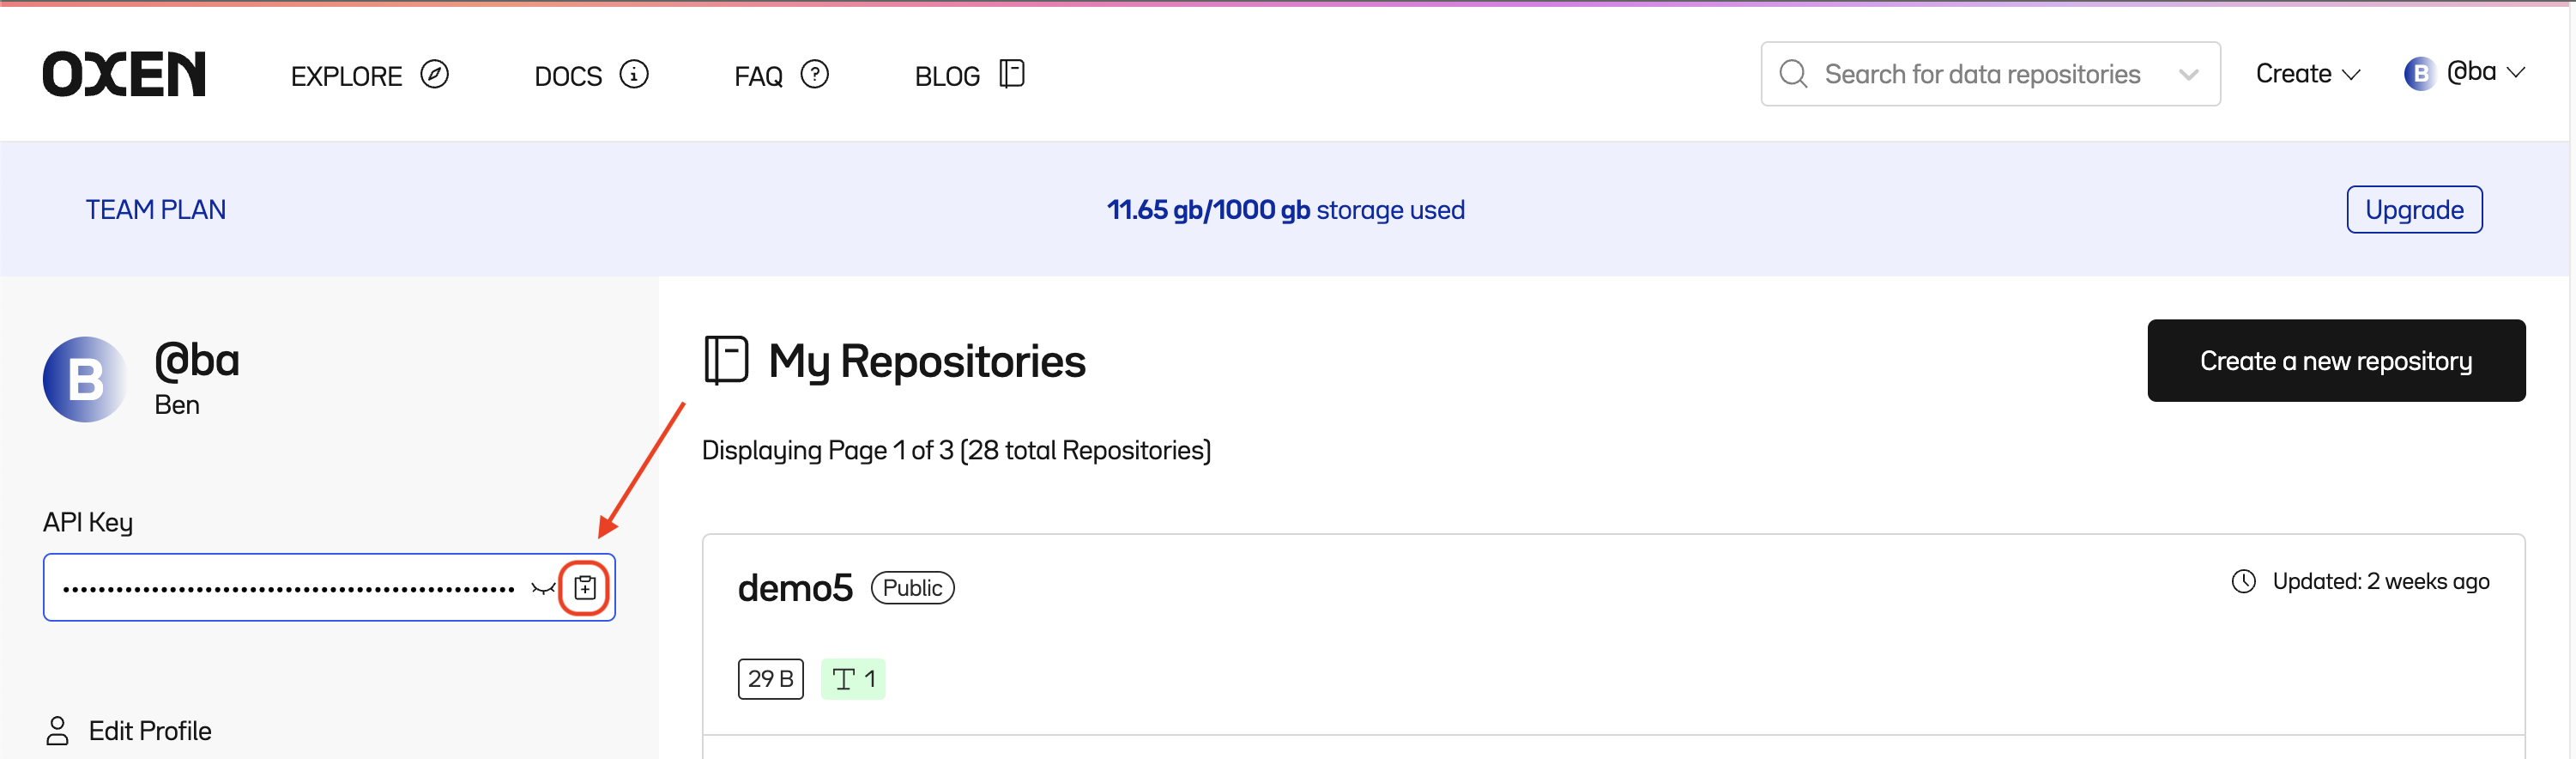 OXEN
EXPLORE
DOCS
FAQ
BLOG
Search for data repositories
Create
B @ba
TEAM PLAN
11.65 gb/1000 gb storage used
Upgrade
B
@ba
Ben
My Repositories
Create a new repository
Displaying Page 1 of 3 (28 total Repositories)
API Key
demo5 Public
Updated: 2 weeks ago
29 B
T 1
Edit Profile